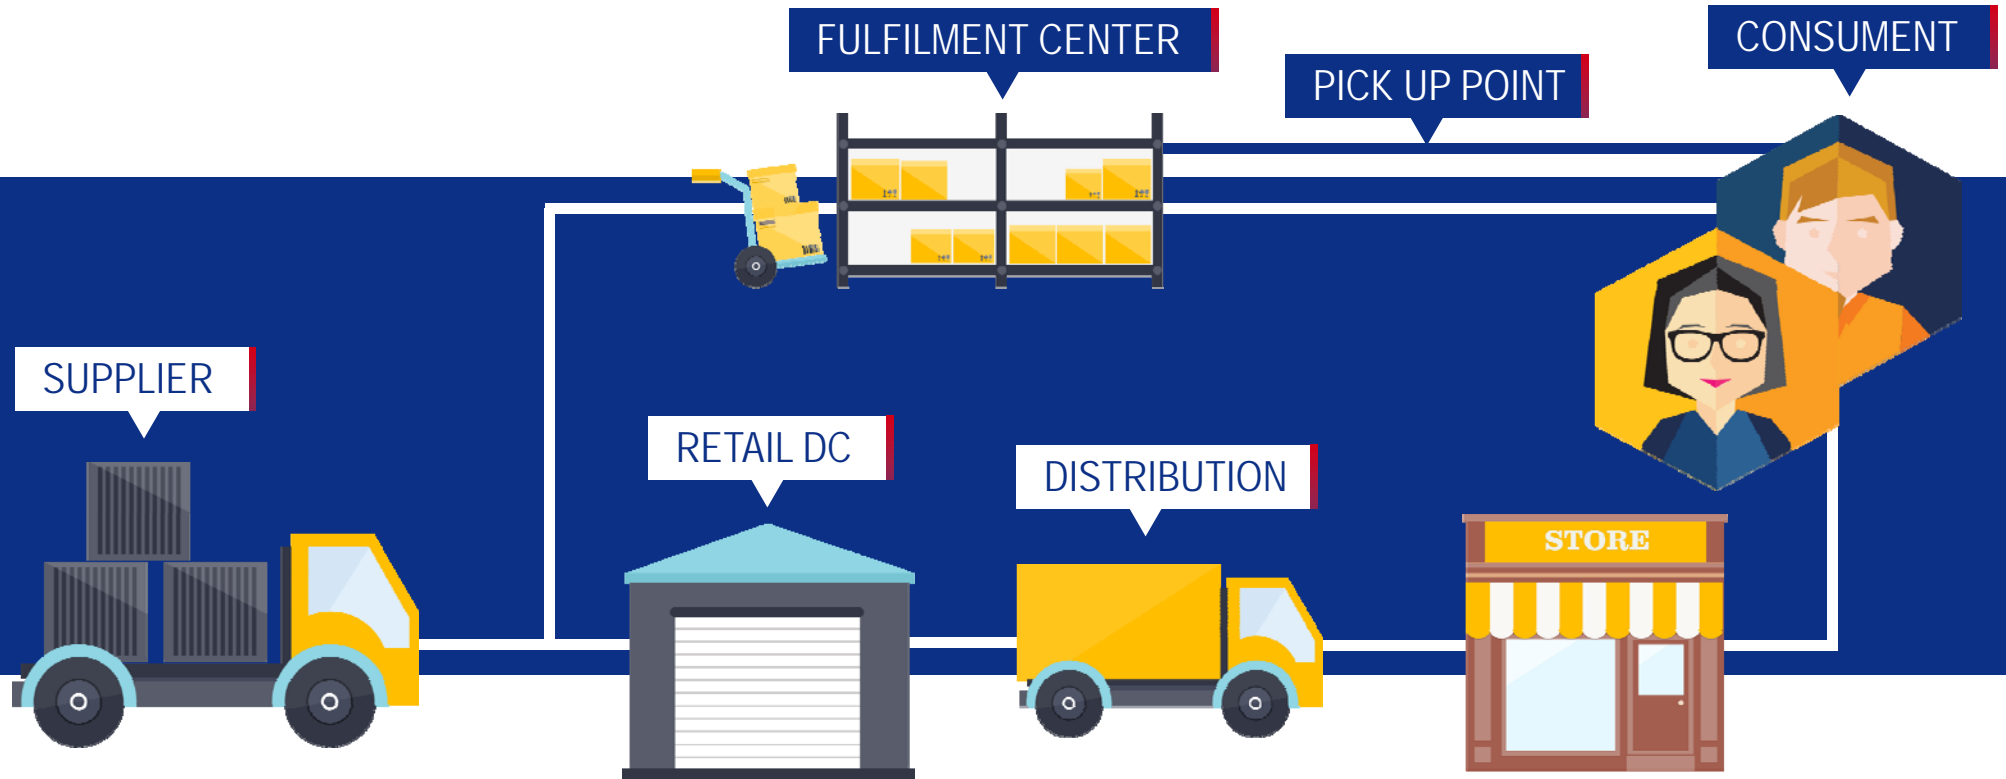 FULFILMENT CENTER
CONSUMENT
PICK UP POINT
SUPPLIER
RETAIL DC
DISTRIBUTION
STORE